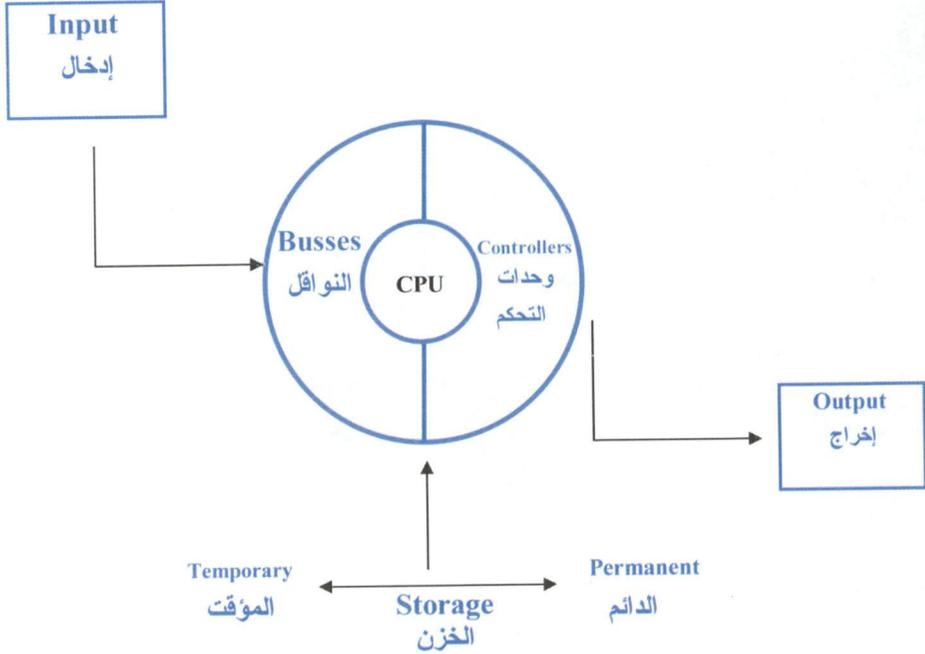 Input
إدخال
Busses
النواقل
CPU
Controllers
وحدات
التحكم
Output
إخراج
Temporary
المؤقت
Storage
الخزن
Permanent
الدائم